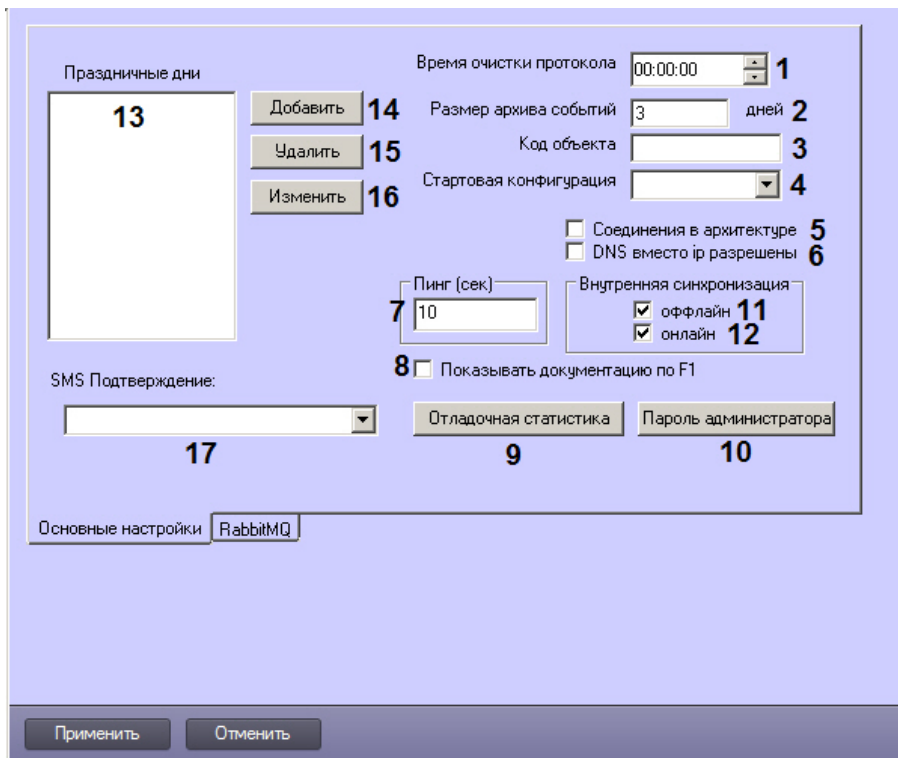 Праздничные дни
13
Добавить 14
Удалить 15
Изменить 16
Время очистки протокола 00:00:00 1
Размер архива событий 3 дней 2
Код объекта 3
Стартовая конфигурация 4
Соединения в архитектуре 5
DNS вместо ip разрешены 6
Пинг (сек)
7 10
Внутренняя синхронизация
оффлайн 11
онлайн 12
8 Показывать документацию по F1
SMS Подтверждение:
17
Отладочная статистика
9
Пароль администратора
10
Основные настройки RabbitMQ
Применить Отменить